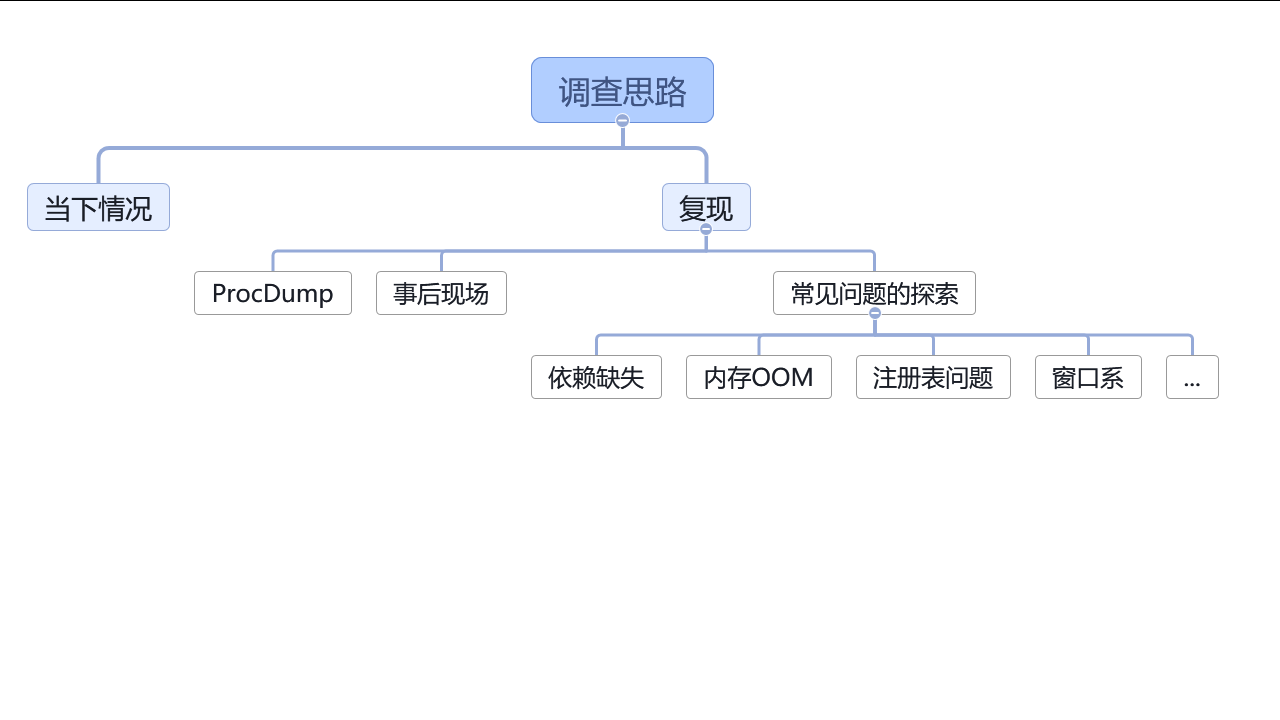 调查思路
当下情况
复现
ProcDump
事后现场
常见问题的探索
依赖缺失
内存OOM
注册表问题
窗口系
...